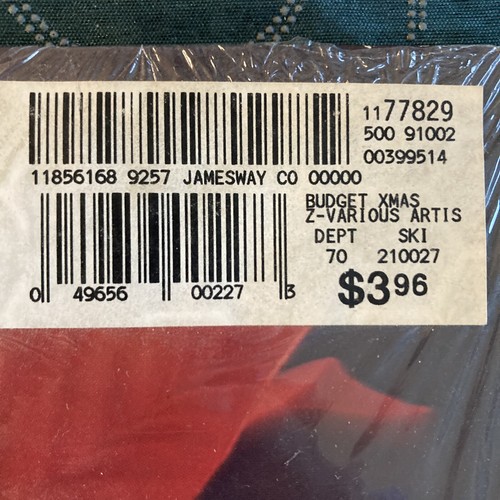 1177829
500 91002
00399514
11856168 9257 JAMESWAY CO 00000
BUDGET XMAS
Z-VARIOUS ARTIS
DEPT SKI
70 210027
$3 96
0 49656 00227 3